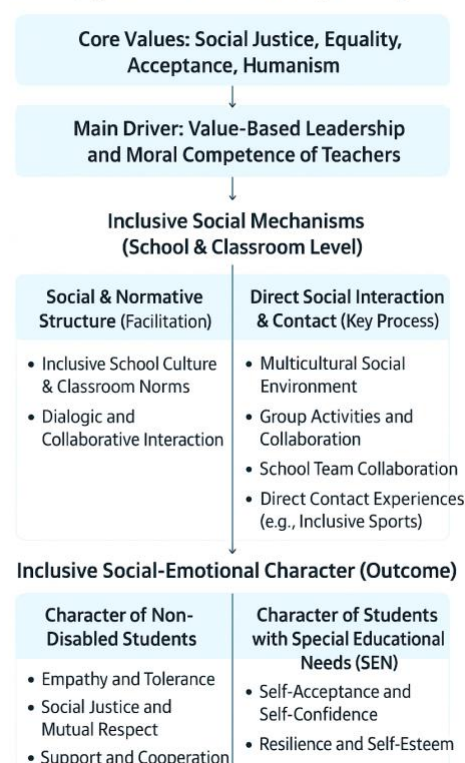 Core Values: Social Justice, Equality,
Acceptance, Humanism
Main Driver: Value-Based Leadership
and Moral Competence of Teachers
Inclusive Social Mechanisms
(School & Classroom Level)
Social & Normative
Structure (Facilitation)
• Inclusive School Culture
& Classroom Norms
• Dialogic and
Collaborative Interaction
Direct Social Interaction
& Contact (Key Process)
• Multicultural Social
Environment
• Group Activities and
Collaboration
• School Team Collaboration
• Direct Contact Experiences
(e.g., Inclusive Sports)
Inclusive Social-Emotional Character (Outcome)
Character of Non-
Disabled Students
• Empathy and Tolerance
• Social Justice and
Mutual Respect
• Support and Cooperation
Character of Students
with Special Educational
Needs (SEN)
• Self-Acceptance and
Self-Confidence
• Resilience and Self-Esteem